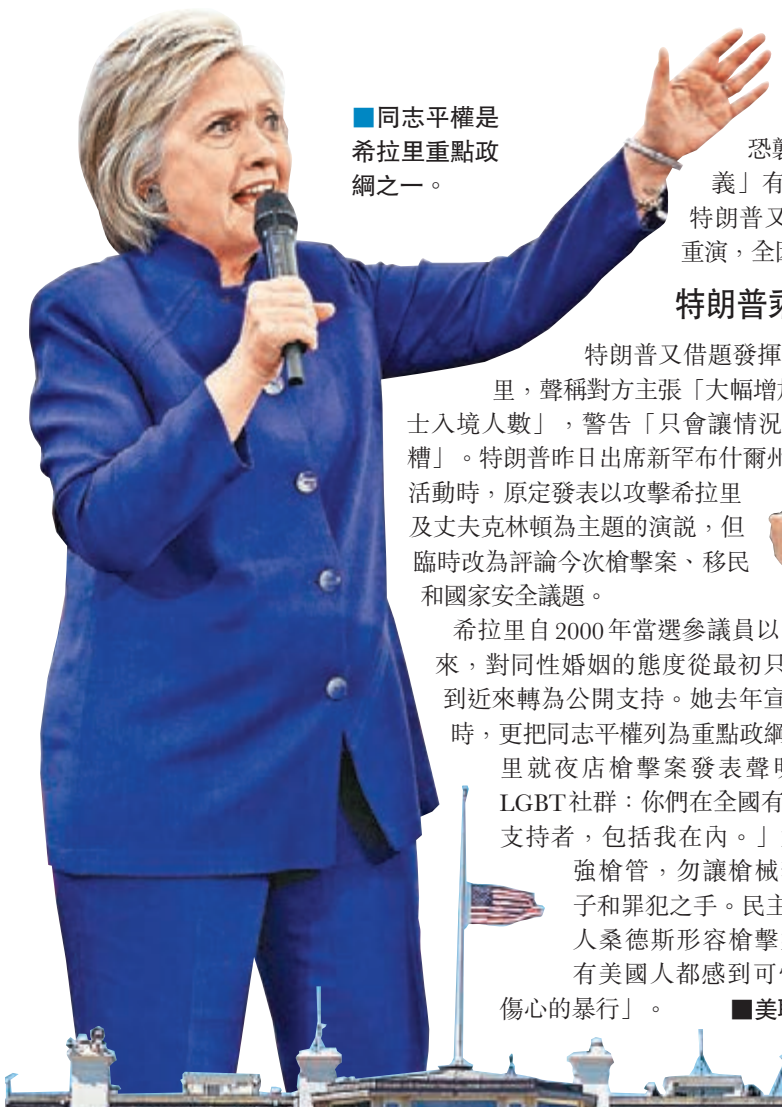 ■同志平權是
希拉里重點政
綱之一。
恐襲
義」有
特朗普又
重演，全因
特朗普乘
特朗普又借題發揮
里，聲稱對方主張「大幅增加
士入境人數」，警告「只會讓情況
糟」。特朗普昨日出席新罕布什爾州
活動時，原定發表以攻擊希拉里
及丈夫克林頓為主題的演說，但
臨時改為評論今次槍擊案、移民
和國家安全議題。
希拉里自2000年當選參議員以
來，對同性婚姻的態度從最初只
到近來轉為公開支持。她去年宣
時，更把同志平權列為重點政綱
里就夜店槍擊案發表聲明
LGBT社群：你們在全國有
支持者，包括我在內。」
強槍管，勿讓槍械
子和罪犯之手。民主
人桑德斯形容槍擊
有美國人都感到可
傷心的暴行」。 ■美聯